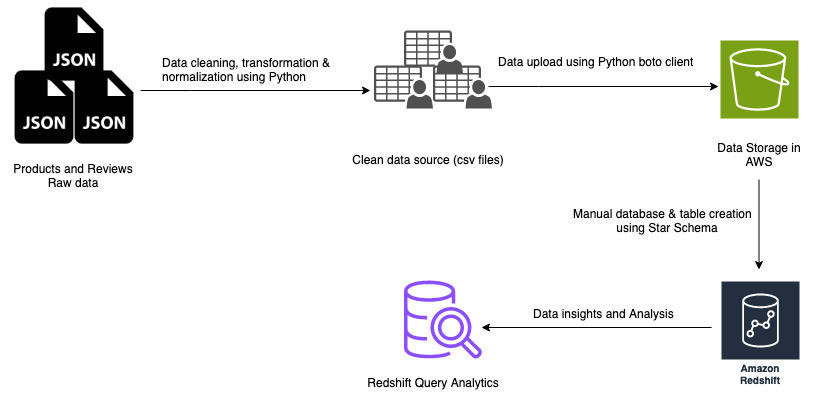 JSON
JSON
JSON
Data cleaning, transformation &
normalization using Python
Data upload using Python boto client
Products and Reviews
Raw data
Clean data source (csv files)
Data Storage in
AWS
Manual database & table creation
using Star Schema
Data insights and Analysis
Redshift Query Analytics
Amazon
Redshift